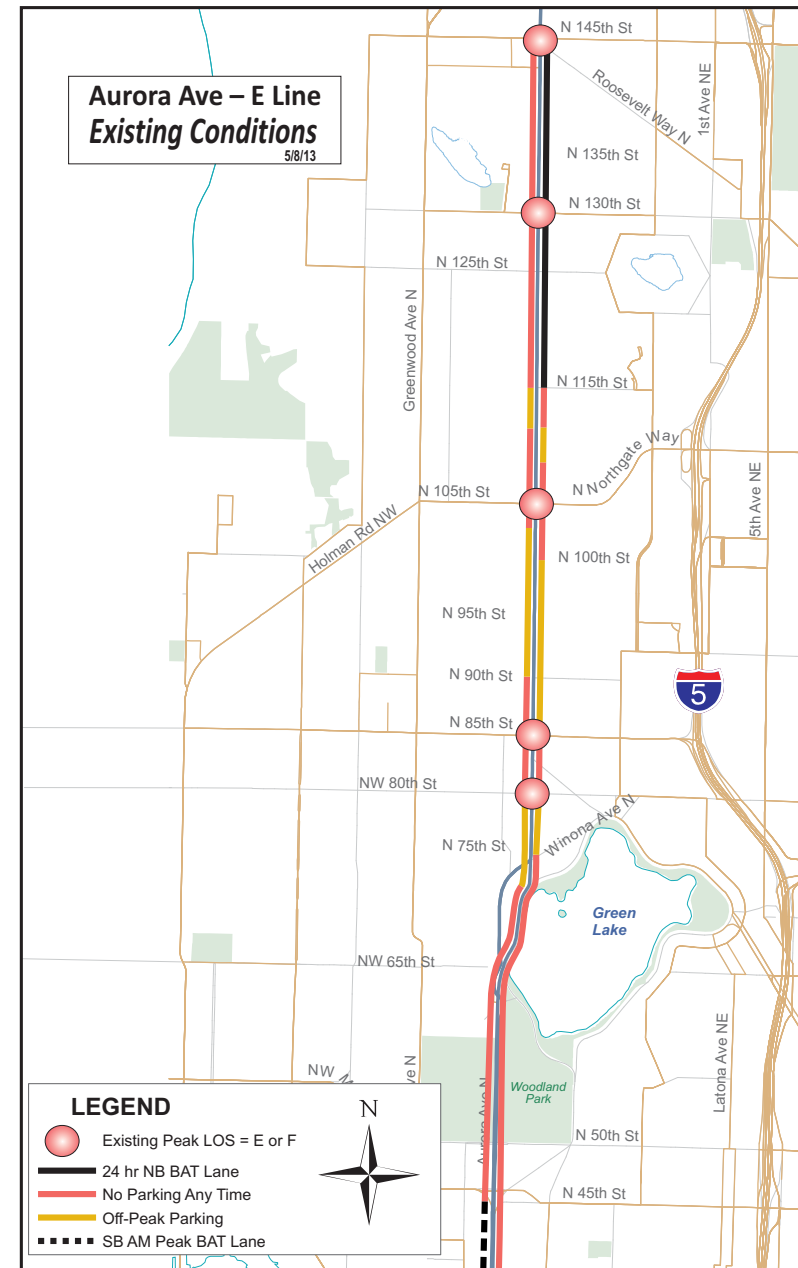 Aurora Ave – E Line
Existing Conditions
5/8/13
N 145th St
Roosevelt Way N
1st Ave NE
N 135th St
N 130th St
N 125th St
Greenwood Ave N
N 115th St
N Northgate Way
N 105th St
5th Ave NE
Holman Rd NW
N 100th St
N 95th St
N 90th St
5
N 85th St
NW 80th St
Winona Ave N
N 75th St
Green
Lake
NW 65th St
Latona Ave NE
NW M
ve N
Aurora Ave N
Woodland
Park
N 50th St
N 45th St
LEGEND
N
Existing Peak LOS = E or F
24 hr NB BAT Lane
No Parking Any Time
Off-Peak Parking
SB AM Peak BAT Lane